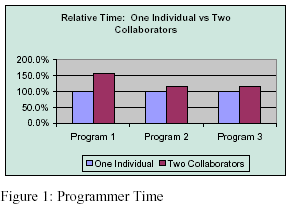 Relative Time: One Individual vs Two
Collaborators
200.0%
150.0%
100.0%
50.0%
0.0%
Program 1 Program 2 Program 3
One Individual Two Collaborators
Figure 1: Programmer Time